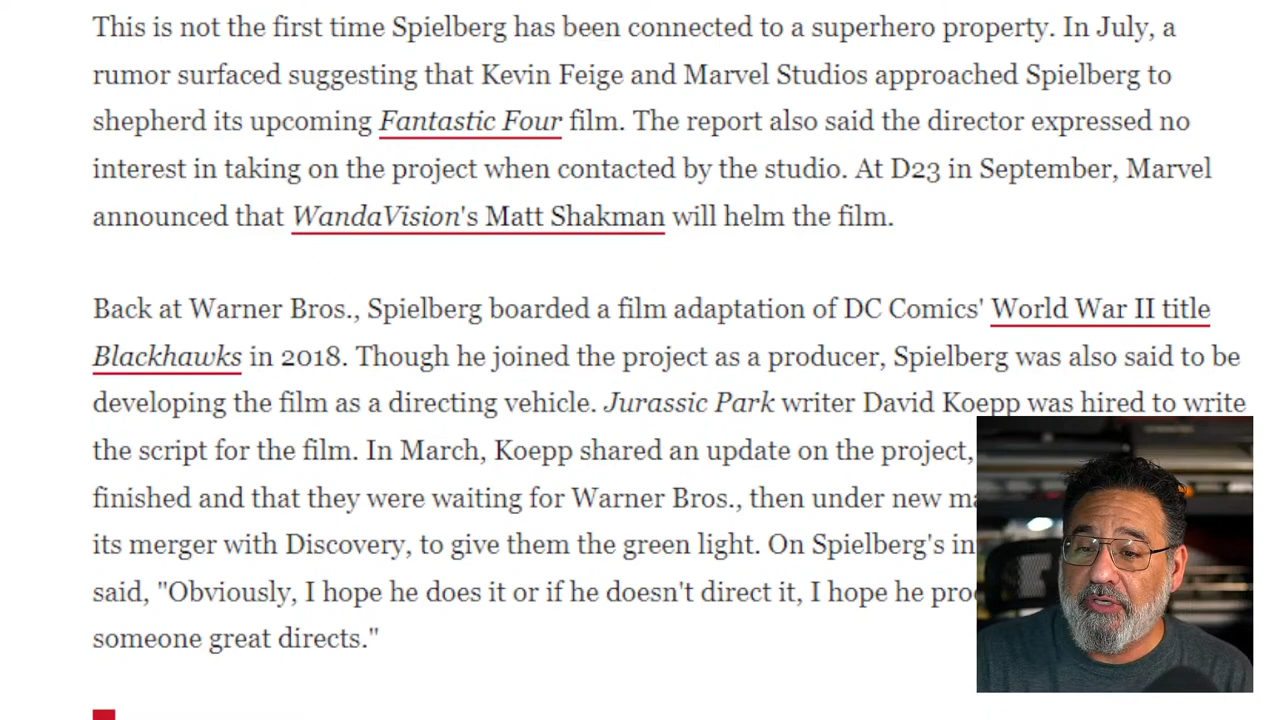 This is not the first time Spielberg has been connected to a superhero property. In July, a
rumor surfaced suggesting that Kevin Feige and Marvel Studios approached Spielberg to
shepherd its upcoming Fantastic Four film. The report also said the director expressed no
interest in taking on the project when contacted by the studio. At D23 in September, Marvel
announced that WandaVision's Matt Shakman will helm the film.
Back at Warner Bros., Spielberg boarded a film adaptation of DC Comics' World War II title
Blackhawks in 2018. Though he joined the project as a producer, Spielberg was also said to be
developing the film as a directing vehicle. Jurassic Park writer David Koepp was hired to write
the script for the film. In March, Koepp shared an update on the project,
finished and that they were waiting for Warner Bros., then under new
its merger with Discovery, to give them the green light. On Spielberg's
said, "Obviously, I hope he does it or if he doesn't direct it, I hope he
someone great directs."